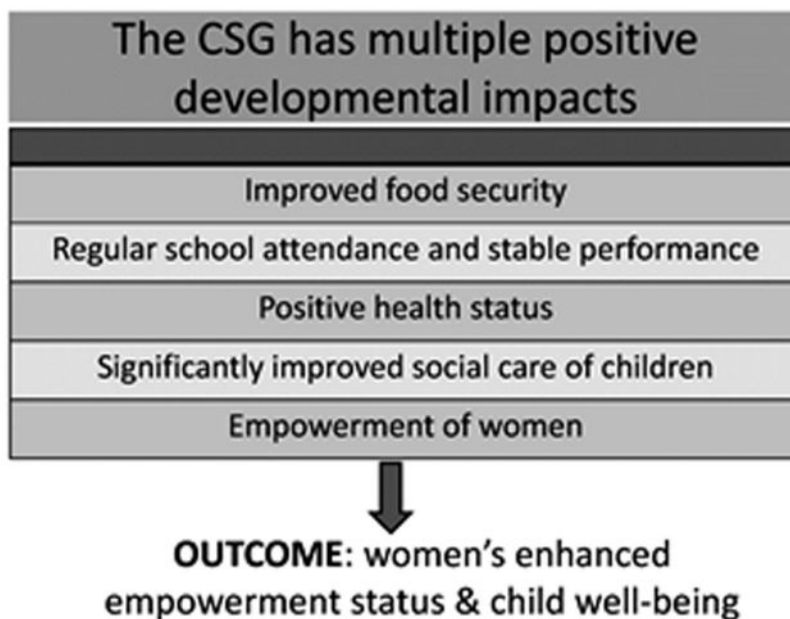 The CSG has multiple positive
developmental impacts
Improved food security
Regular school attendance and stable performance
Positive health status
Significantly improved social care of children
Empowerment of women
OUTCOME: women's enhanced
empowerment status & child well-being